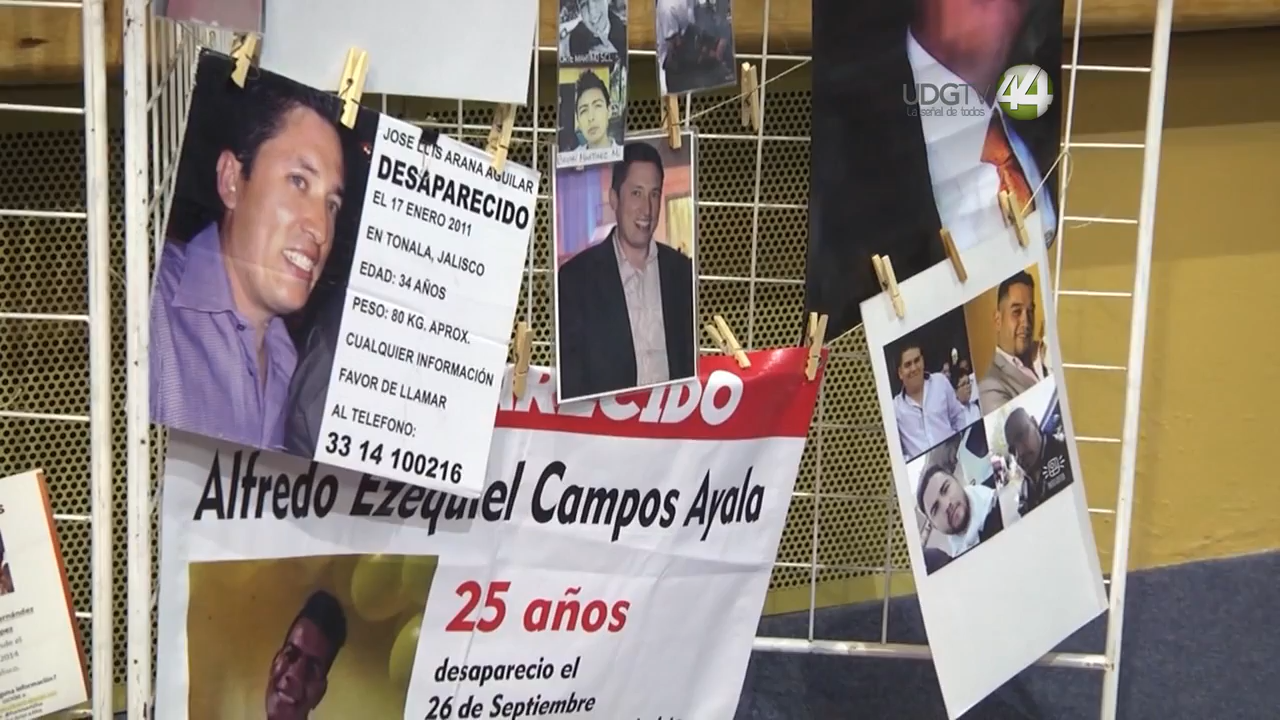 UDGTV 44
La señal de todos
JOSE LUIS ARANA AGUILAR
DESAPARECIDO
EL 17 ENERO 2011
EN TONALA, JALISCO
EDAD: 34 AÑOS
PESO: 80 KG. APROX.
CUALQUIER INFORMACIÓN
FAVOR DE LLAMAR
AL TELEFONO:
33 14 100216
ARECIDO
Alfredo Ezequiel Campos Ayala
25 años
desaparecio el
26 de Septiembre